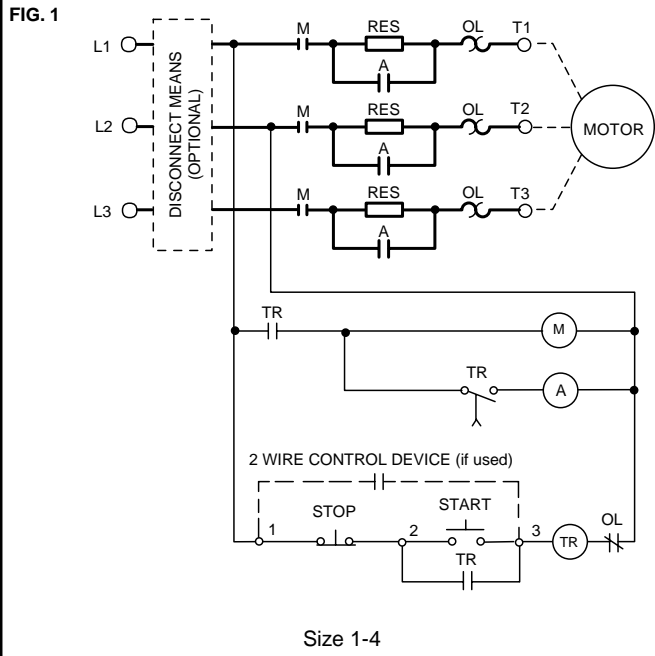 FIG. 1
L1
L2
L3
DISCONNECT MEANS
(OPTIONAL)
M
RES
A
OL
T1
M
RES
A
OL
T2
M
RES
A
OL
T3
MOTOR
TR
M
TR
A
2 WIRE CONTROL DEVICE (if used)
1
STOP
2
START
3
TR
OL
TR
Size 1-4